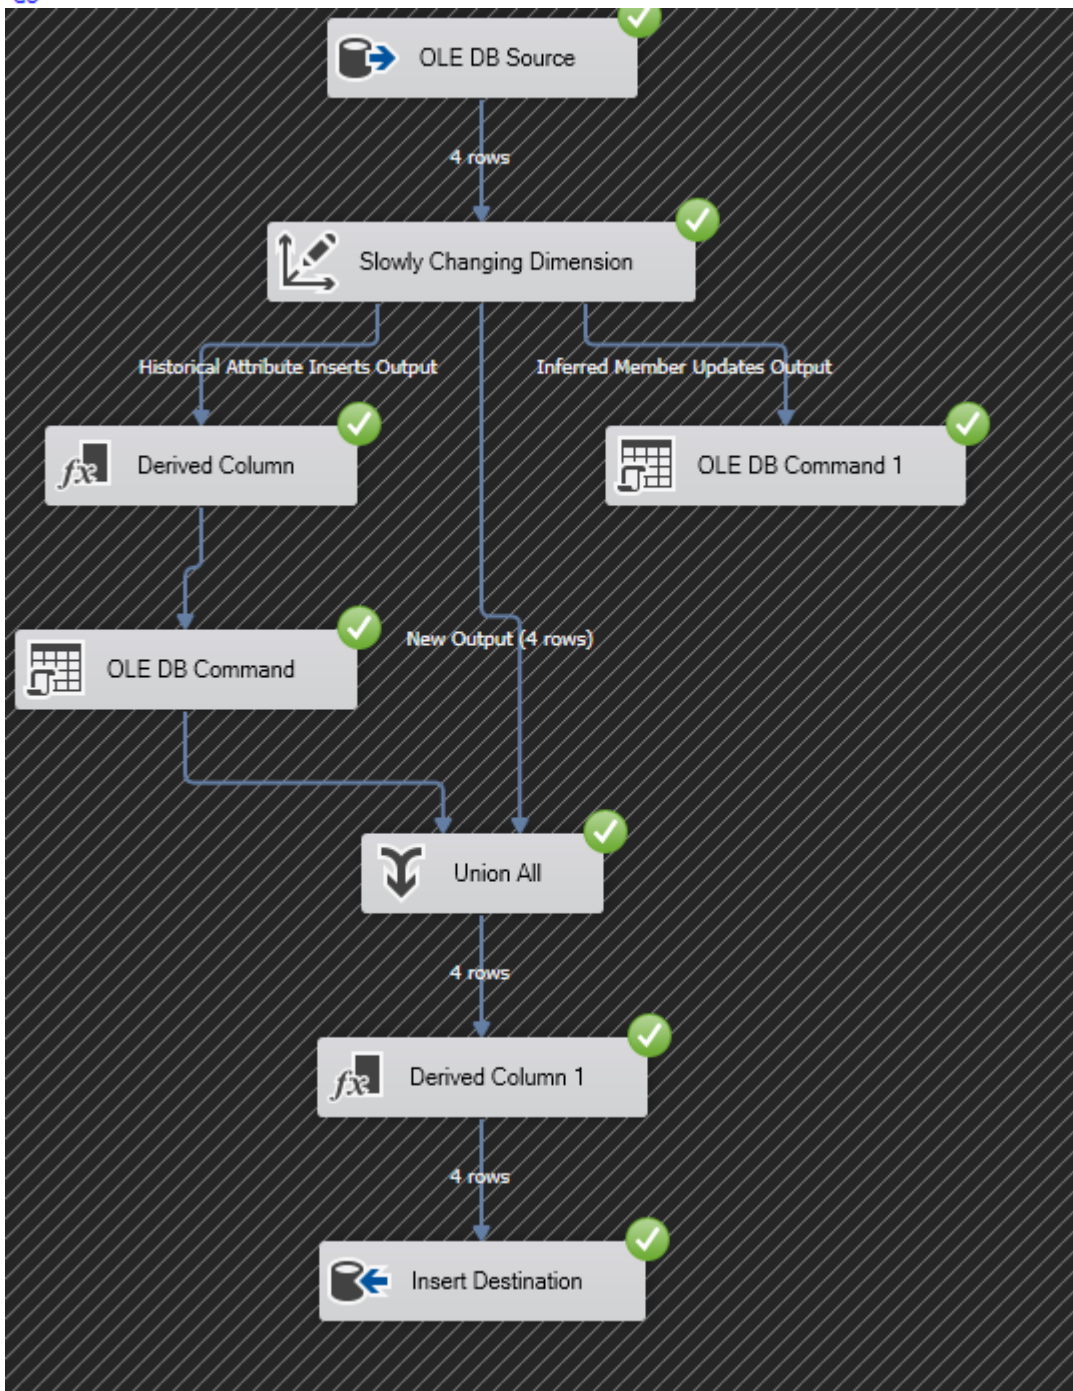 OLE DB Source
4 rows
Slowly Changing Dimension
Historical Attribute Inserts Output
Inferred Member Updates Output
fx Derived Column
OLE DB Command 1
New Output (4 rows)
OLE DB Command
Union All
4 rows
fx Derived Column 1
4 rows
Insert Destination